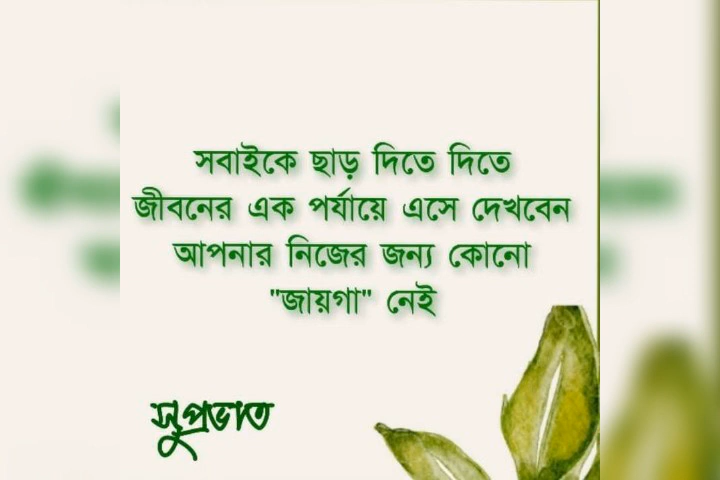 সবাইকে ছাড় দিতে দিতে
জীবনের এক পর্যায়ে এসে দেখবেন
আপনার নিজের জন্য কোনো
"জায়গা" নেই
সুপ্রভাত